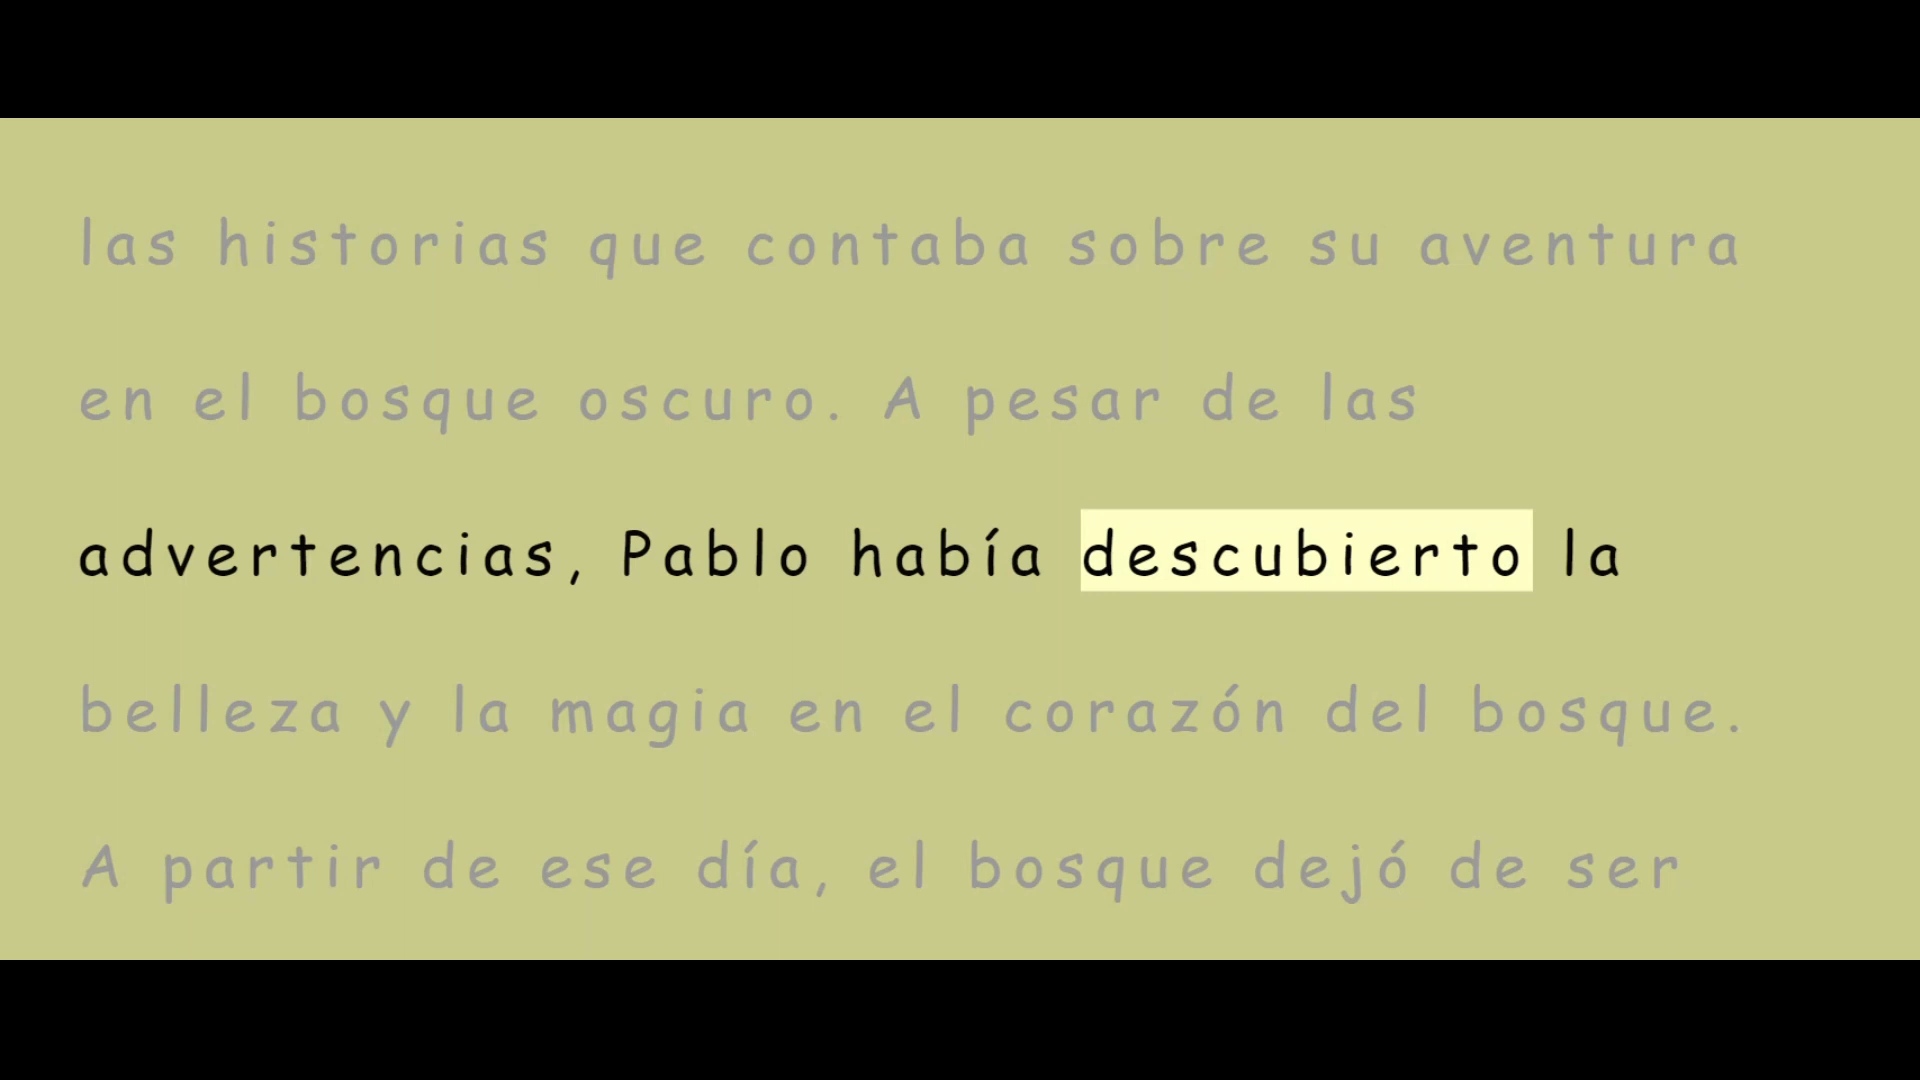 las historias que contaba sobre su aventura
en el bosque oscuro. A pesar de las
advertencias, Pablo había descubierto la
belleza y la magia en el corazón del bosque.
A partir de ese día, el bosque dejó de ser